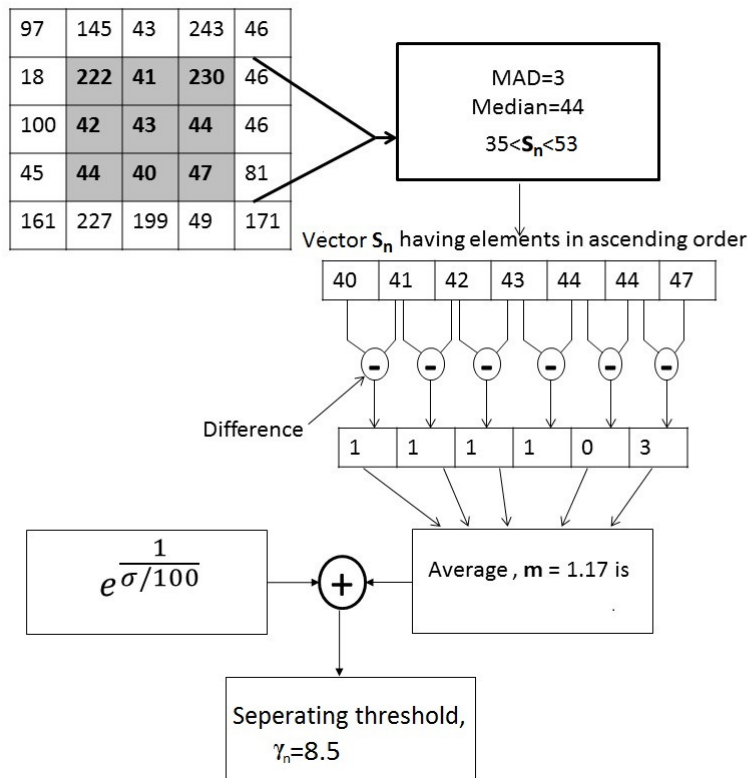 97 145 43 243 46
18 222 41 230 46
100 42 43 44 46
45 44 40 47 81
161 227 199 49 171
MAD=3
Median=44
35<Sn<53
Vector Sn having elements in ascending order
40 41 42 43 44 44 47
- - - - - -
Difference
1 1 1 1 0 3
e^(1/(σ/100))
+
Average , m = 1.17 is
.
Seperating threshold,
γn=8.5